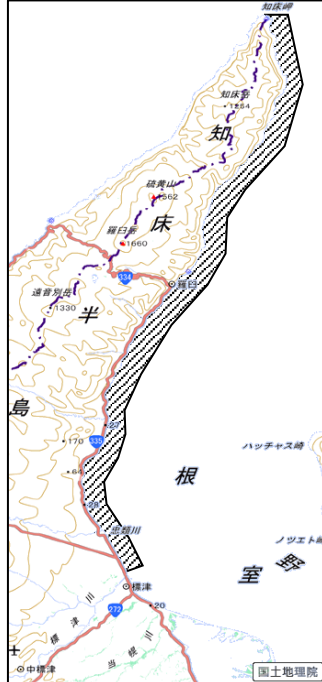 知床岬
知床岳
1254
知
硫黄山
1562
床
羅臼岳
1660
334
羅臼
遠音別岳
1330
半
島
27
335
170
ハッチャス崎
64
根
28
忠類川
ノツエト崎
野
室
標津
20
272
標津川
当幌川
中標津
国土地理院